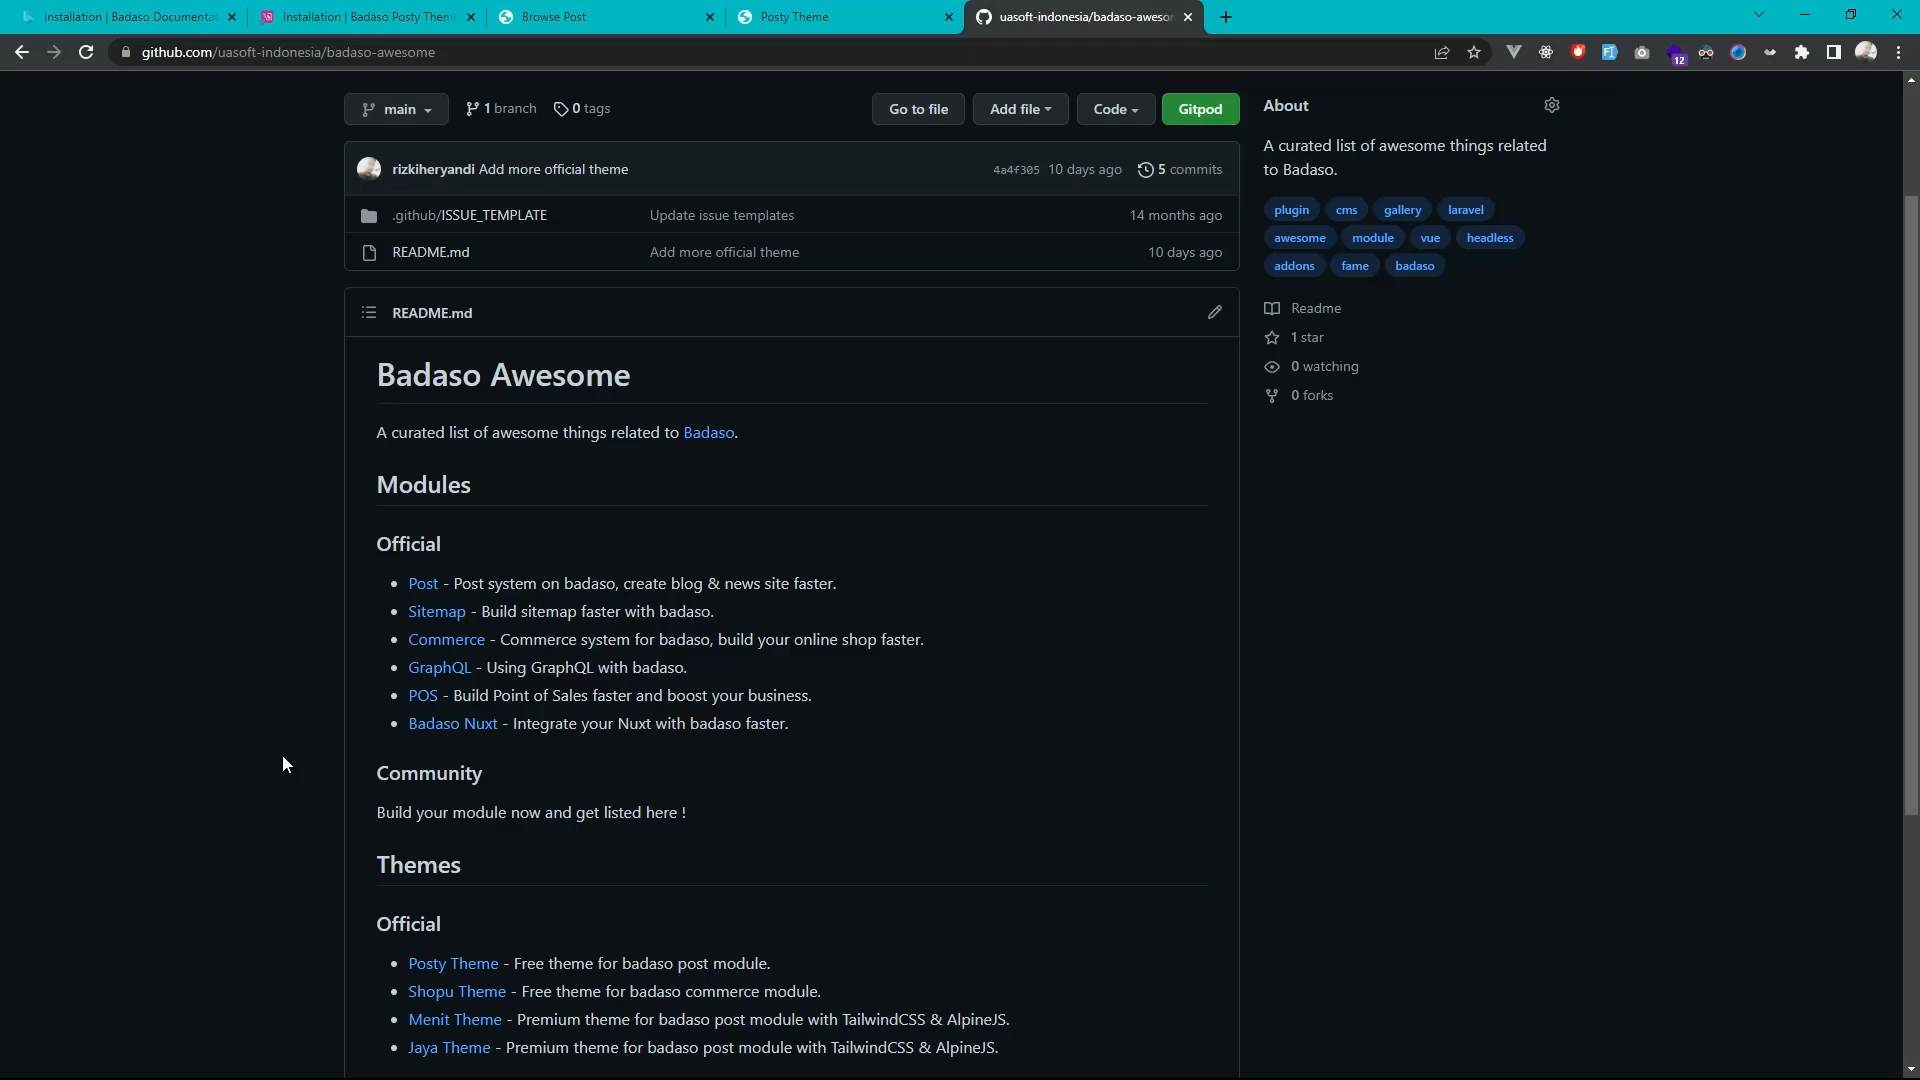 Installation | Badaso Documentat
Installation | Badaso Posty Them
Browse Post
Posty Theme
uasoft-indonesia/badaso-aweso
github.com/uasoft-indonesia/badaso-awesome
12
main
1 branch
0 tags
Go to file
Add file
Code
Gitpod
About
A curated list of awesome things related
to Badaso.
rizkiheryandi Add more official theme
4a4f305 10 days ago
5 commits
.github/ISSUE_TEMPLATE
Update issue templates
14 months ago
README.md
Add more official theme
10 days ago
plugin cms gallery laravel
awesome module vue headless
addons fame badaso
Readme
1 star
0 watching
0 forks
README.md
Badaso Awesome
A curated list of awesome things related to Badaso.
Modules
Official
• Post - Post system on badaso, create blog & news site faster.
• Sitemap - Build sitemap faster with badaso.
• Commerce - Commerce system for badaso, build your online shop faster.
• GraphQL - Using GraphQL with badaso.
• POS - Build Point of Sales faster and boost your business.
• Badaso Nuxt - Integrate your Nuxt with badaso faster.
Community
Build your module now and get listed here !
Themes
Official
• Posty Theme - Free theme for badaso post module.
• Shopu Theme - Free theme for badaso commerce module.
• Menit Theme - Premium theme for badaso post module with TailwindCSS & AlpineJS.
• Jaya Theme - Premium theme for badaso post module with TailwindCSS & AlpineJS.